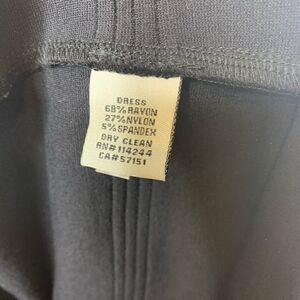 DRESS
68%RAYON
27%NYLON
5%SPANDEX
DRY CLEAN
RN#114244
CA#57151